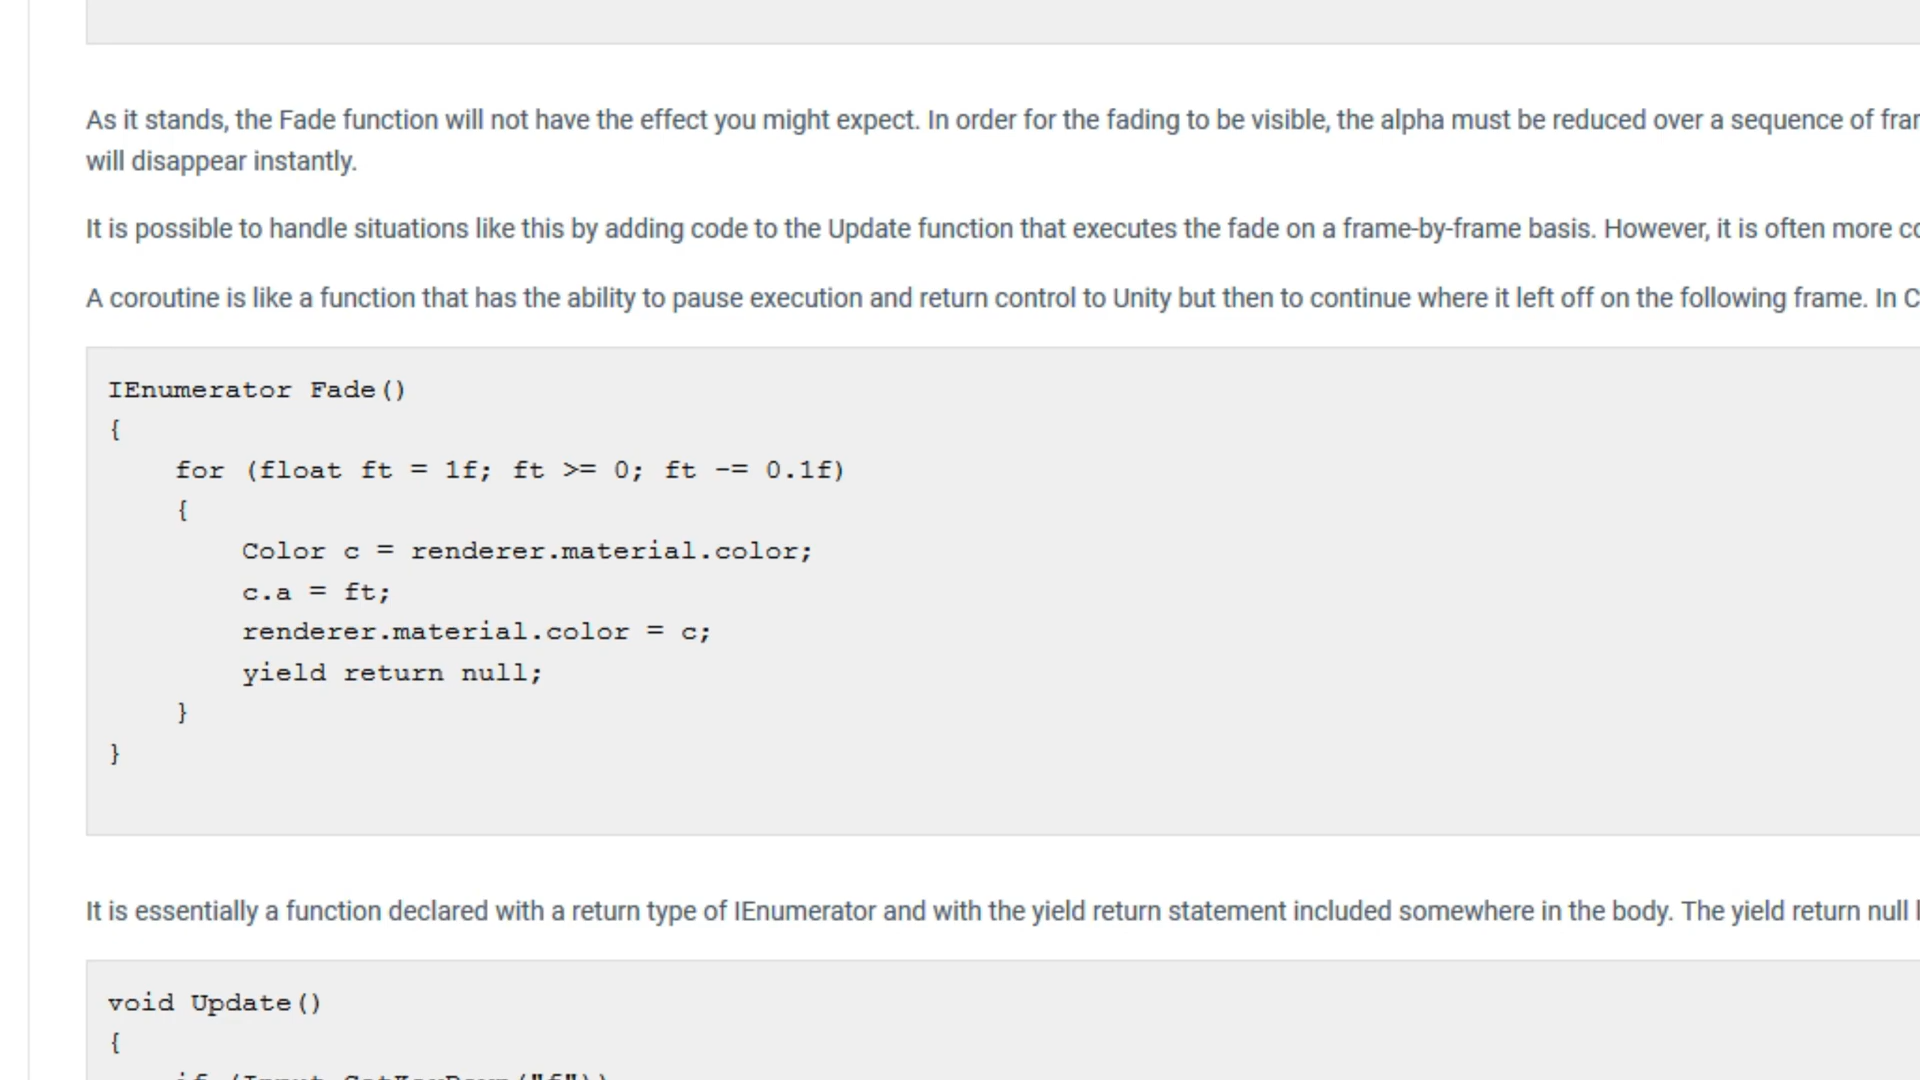 As it stands, the Fade function will not have the effect you might expect. In order for the fading to be visible, the alpha must be reduced over a sequence of
will disappear instantly.
It is possible to handle situations like this by adding code to the Update function that executes the fade on a frame-by-frame basis. However, it is often more
A coroutine is like a function that has the ability to pause execution and return control to Unity but then to continue where it left off on the following frame. In
IEnumerator Fade()
{
    for (float ft = 1f; ft >= 0; ft -= 0.1f)
    {
        Color c = renderer.material.color;
        c.a = ft;
        renderer.material.color = c;
        yield return null;
    }
}
It is essentially a function declared with a return type of IEnumerator and with the yield return statement included somewhere in the body. The yield return null
void Update()
{
    if (Input.GetKeyDown("f"))